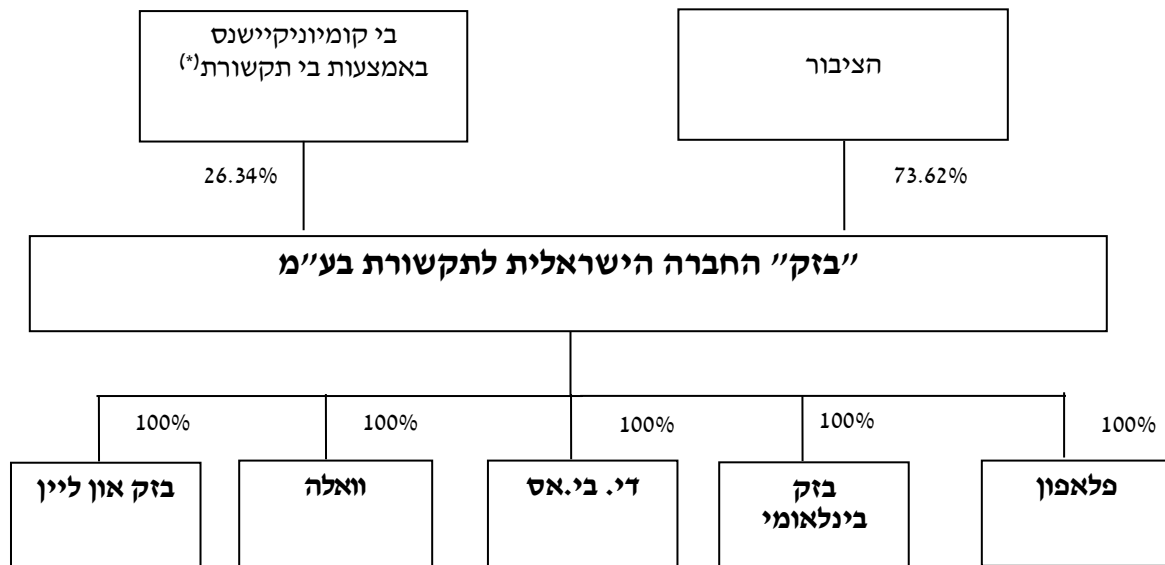 הציבור
בי קומיוניקיישנס
באמצעות בי תקשורת(*)
73.62%
26.34%
"בזק" החברה הישראלית לתקשורת בע"מ
100%
100%
100%
100%
100%
פלאפון
בזק
בינלאומי
די. בי.אס
וואלה
בזק און ליין